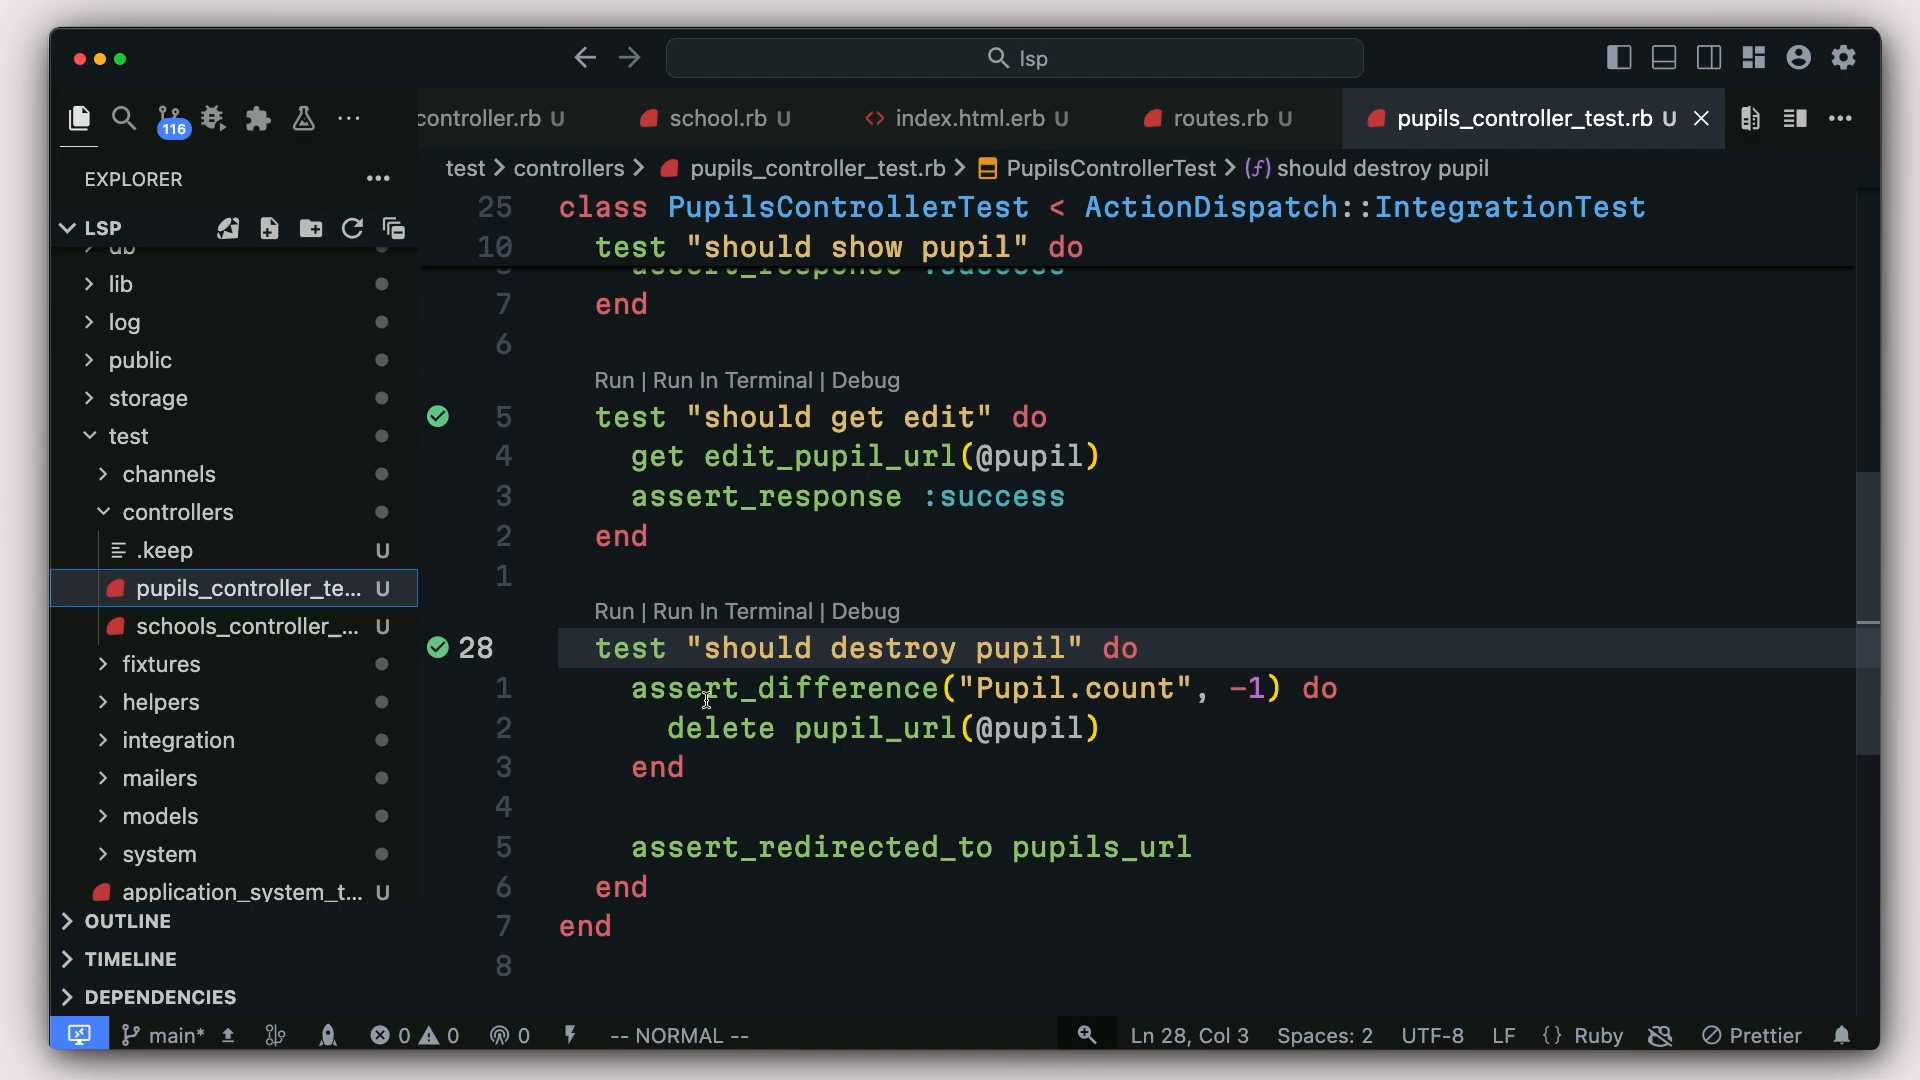 lsp
controller.rb U
school.rb U
<> index.html.erb U
routes.rb U
pupils_controller_test.rb U
116
test > controllers > pupils_controller_test.rb > PupilsControllerTest > (f) should destroy pupil
EXPLORER
LSP
db
lib
log
public
storage
test
channels
controllers
.keep U
pupils_controller_te... U
schools_controller_... U
fixtures
helpers
integration
mailers
models
system
application_system_t... U
OUTLINE
TIMELINE
DEPENDENCIES
25 class PupilsControllerTest < ActionDispatch::IntegrationTest
10 test "should show pupil" do
8 assert_response :success
7 end
6
Run | Run In Terminal | Debug
5 test "should get edit" do
4 get edit_pupil_url(@pupil)
3 assert_response :success
2 end
1
Run | Run In Terminal | Debug
28 test "should destroy pupil" do
1 assert_difference("Pupil.count", -1) do
2 delete pupil_url(@pupil)
3 end
4
5 assert_redirected_to pupils_url
6 end
7 end
8
main* 0 0 0 -- NORMAL -- Ln 28, Col 3 Spaces: 2 UTF-8 LF {} Ruby Prettier